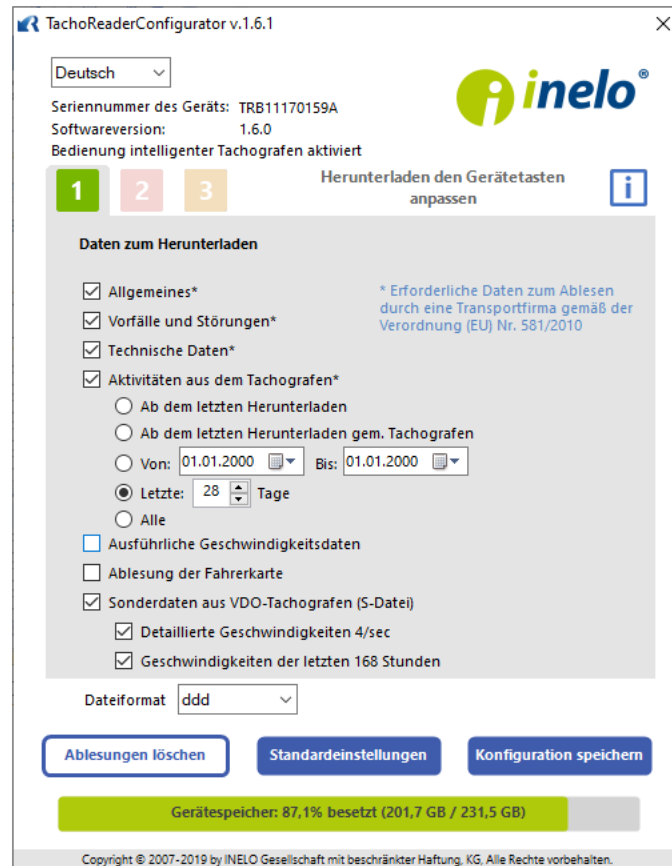 TachoReaderConfigurator v.1.6.1
Deutsch
inelo®
Seriennummer des Geräts: TRB11170159A
Softwareversion: 1.6.0
Bedienung intelligenter Tachografen aktiviert
1 2 3
Herunterladen den Gerätetasten
anpassen
i
Daten zum Herunterladen
Allgemeines*
Vorfälle und Störungen*
Technische Daten*
* Erforderliche Daten zum Ablesen
durch eine Transportfirma gemäß der
Verordnung (EU) Nr. 581/2010
Aktivitäten aus dem Tachografen*
Ab dem letzten Herunterladen
Ab dem letzten Herunterladen gem. Tachografen
Von: 01.01.2000 Bis: 01.01.2000
Letzte: 28 Tage
Alle
Ausführliche Geschwindigkeitsdaten
Ablesung der Fahrerkarte
Sonderdaten aus VDO-Tachografen (S-Datei)
Detaillierte Geschwindigkeiten 4/sec
Geschwindigkeiten der letzten 168 Stunden
Dateiformat ddd
Ablesungen löschen Standardeinstellungen Konfiguration speichern
Gerätespeicher: 87,1% besetzt (201,7 GB / 231,5 GB)
Copyright © 2007-2019 by INELO Gesellschaft mit beschränkter Haftung, KG, Alle Rechte vorbehalten.